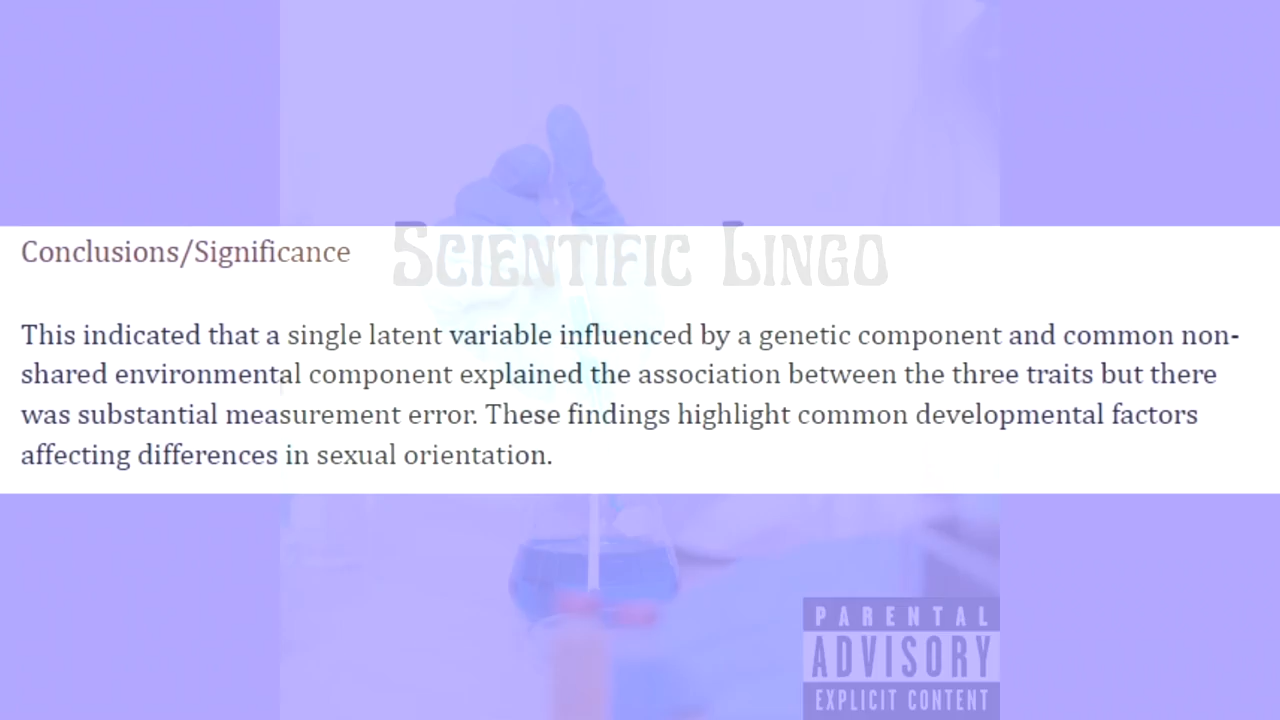 Scientific Lingo
Conclusions/Significance
This indicated that a single latent variable influenced by a genetic component and common non-
shared environmental component explained the association between the three traits but there
was substantial measurement error. These findings highlight common developmental factors
affecting differences in sexual orientation.
PARENTAL
ADVISORY
EXPLICIT CONTENT